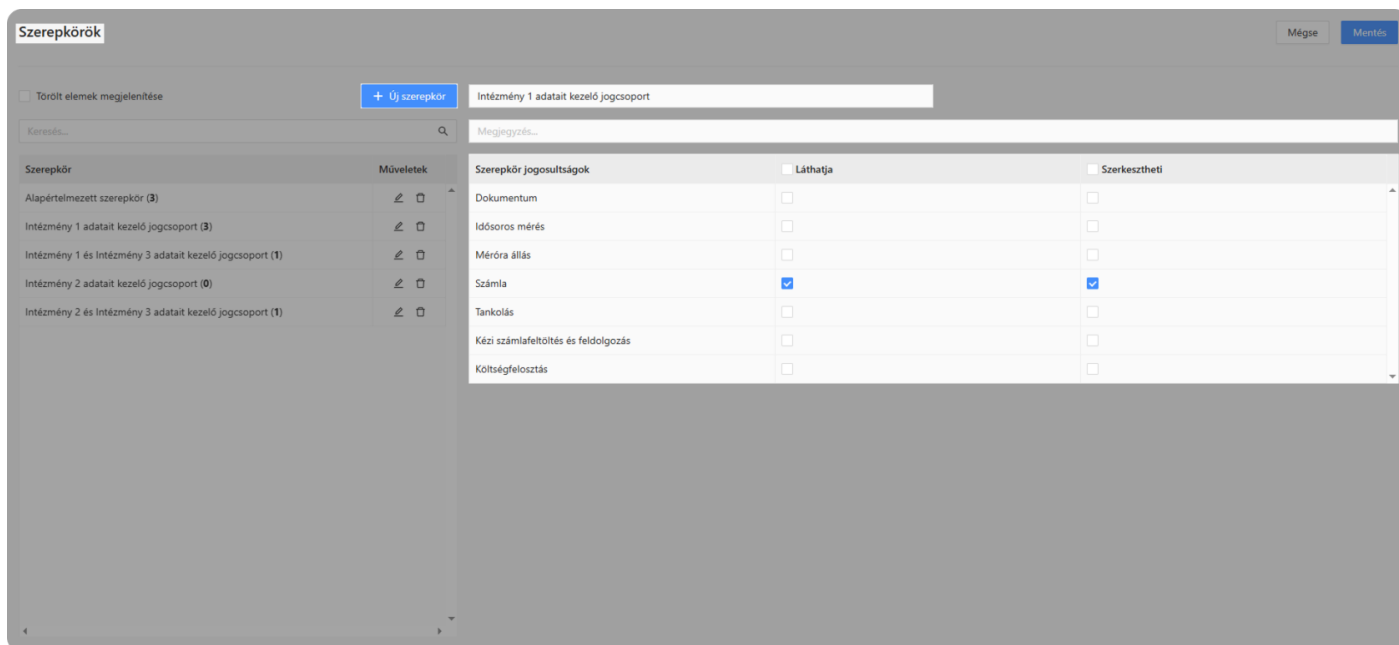 Szerepkörök
Mégse
Mentés
Törölt elemek megjelenítése
+ Új szerepkör
Intézmény 1 adatait kezelő jogcsoport
Keresés...
Megjegyzés...
Szerepkör
Műveletek
Alapértelmezett szerepkör (3)
Intézmény 1 adatait kezelő jogcsoport (3)
Intézmény 1 és Intézmény 3 adatait kezelő jogcsoport (1)
Intézmény 2 adatait kezelő jogcsoport (0)
Intézmény 2 és Intézmény 3 adatait kezelő jogcsoport (1)
Szerepkör jogosultságok
Láthatja
Szerkesztheti
Dokumentum
Idősoros mérés
Méróra állás
Számla
Tankolás
Kézi számlafeltöltés és feldolgozás
Költségfelosztás